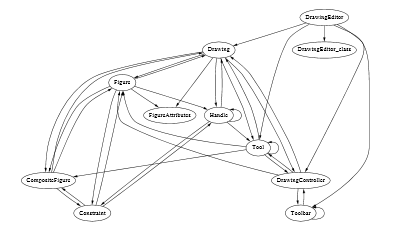 DrawingEditor
Drawing
DrawingEditor_class
Figure
FigureAttributes
Handle
Tool
CompositeFigure
DrawingController
Constraint
Toolbar